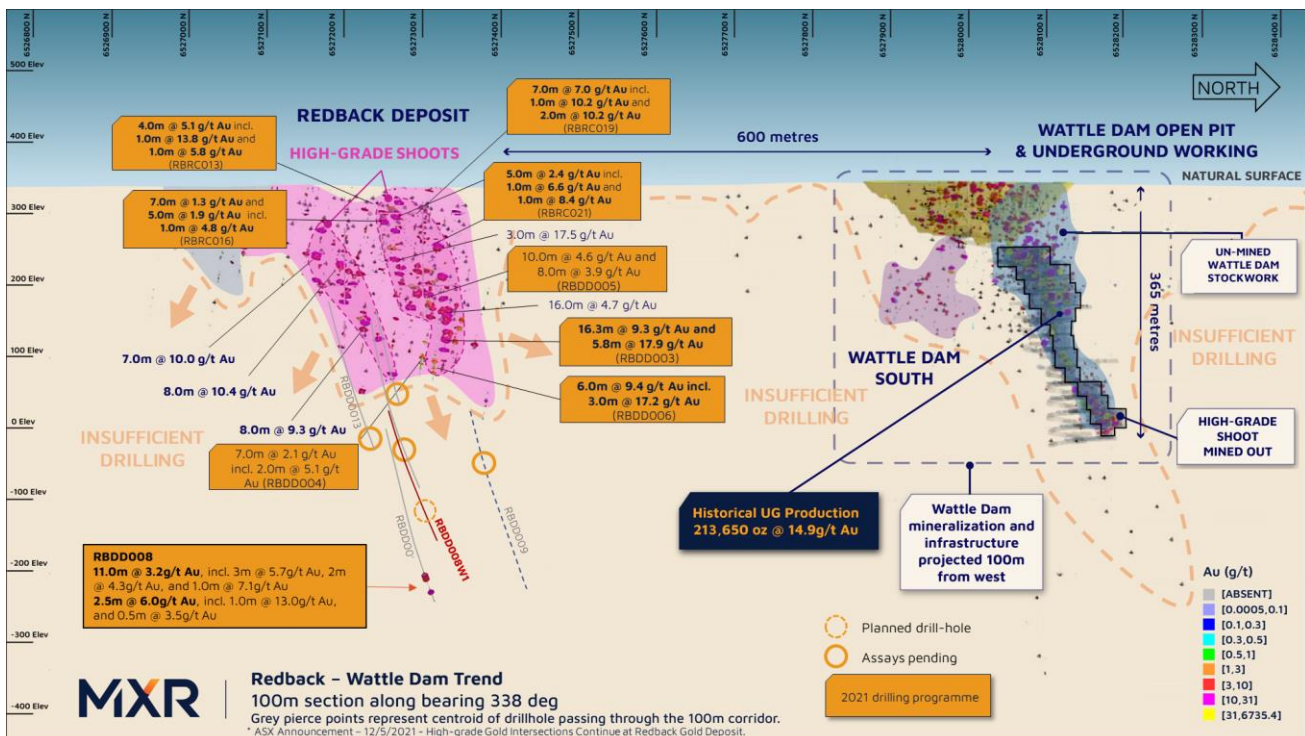 6526800 N
6526900 N
6527000 N
6527100 N
6527200 N
6527300 N
6527400 N
6527500 N
6527600 N
6527700 N
6527800 N
6527900 N
6528000 N
6528100 N
6528200 N
6528300 N
6528400 N
500 Elev
400 Elev
300 Elev
200 Elev
100 Elev
0 Elev
-100 Elev
-200 Elev
-300 Elev
-400 Elev
NORTH
REDBACK DEPOSIT
HIGH-GRADE SHOOTS
4.0m @ 5.1 g/t Au incl.
1.0m @ 13.8 g/t Au and
1.0m @ 5.8 g/t Au
(RBRC013)
7.0m @ 7.0 g/t Au incl.
1.0m @ 10.2 g/t Au and
2.0m @ 10.2 g/t Au
(RBRC019)
600 metres
WATTLE DAM OPEN PIT
& UNDERGROUND WORKING
NATURAL SURFACE
7.0m @ 1.3 g/t Au and
5.0m @ 1.9 g/t Au incl.
1.0m @ 4.8 g/t Au
(RBRC016)
5.0m @ 2.4 g/t Au incl.
1.0m @ 6.6 g/t Au and
1.0m @ 8.4 g/t Au
(RBRC021)
3.0m @ 17.5 g/t Au
10.0m @ 4.6 g/t Au and
8.0m @ 3.9 g/t Au
(RBDD005)
16.0m @ 4.7 g/t Au
16.3m @ 9.3 g/t Au and
5.8m @ 17.9 g/t Au
(RBDD003)
6.0m @ 9.4 g/t Au incl.
3.0m @ 17.2 g/t Au
(RBDD006)
7.0m @ 10.0 g/t Au
8.0m @ 10.4 g/t Au
8.0m @ 9.3 g/t Au
7.0m @ 2.1 g/t Au
incl. 2.0m @ 5.1 g/t
Au (RBDD004)
INSUFFICIENT
DRILLING
RBDD0013
RBDD00
RBDD008W1
RBDD009
RBDD008
11.0m @ 3.2g/t Au, incl. 3m @ 5.7g/t Au, 2m
@ 4.3g/t Au, and 1.0m @ 7.1g/t Au
2.5m @ 6.0g/t Au, incl. 1.0m @ 13.0g/t Au,
and 0.5m @ 3.5g/t Au
UN-MINED
WATTLE DAM
STOCKWORK
365 metres
INSUFFICIENT
DRILLING
WATTLE DAM
SOUTH
INSUFFICIENT
DRILLING
HIGH-GRADE
SHOOT
MINED OUT
Historical UG Production
213,650 oz @ 14.9g/t Au
Wattle Dam
mineralization and
infrastructure
projected 100m
from west
Planned drill-hole
Assays pending
2021 drilling programme
Au (g/t)
[ABSENT]
[0.0005,0.1]
[0.1,0.3]
[0.3,0.5]
[0.5,1]
[1,3]
[3,10]
[10,31]
[31,6735.4]
MXR
Redback – Wattle Dam Trend
100m section along bearing 338 deg
Grey pierce points represent centroid of drillhole passing through the 100m corridor.
* ASX Announcement – 12/5/2021 - High-grade Gold Intersections Continue at Redback Gold Deposit.